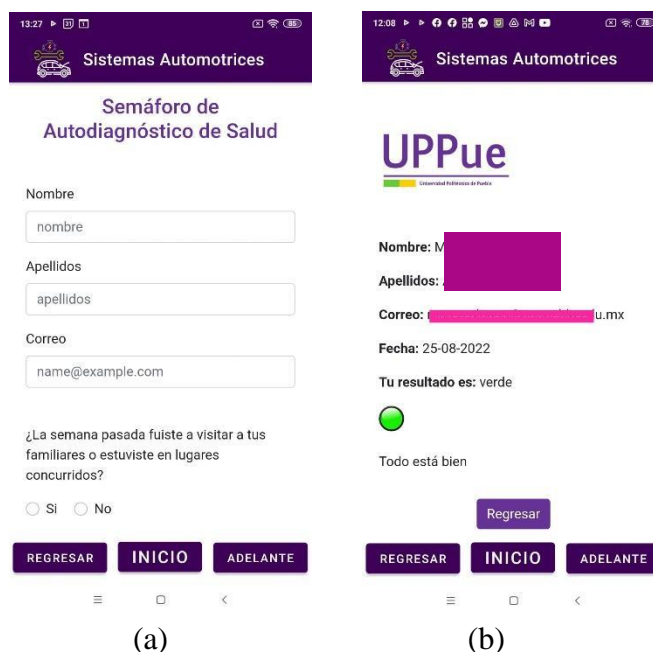 13:27
85
Sistemas Automotrices
Semáforo de
Autodiagnóstico de Salud
Nombre
nombre
Apellidos
apellidos
Correo
name@example.com
¿La semana pasada fuiste a visitar a tus
familiares o estuviste en lugares
concurridos?
Si No
REGRESAR INICIO ADELANTE
(a)
12:08
78
Sistemas Automotrices
UPPue
Universidad Politécnica de Puebla
Nombre: M
Apellidos:
Correo: u.mx
Fecha: 25-08-2022
Tu resultado es: verde
Todo está bien
Regresar
REGRESAR INICIO ADELANTE
(b)